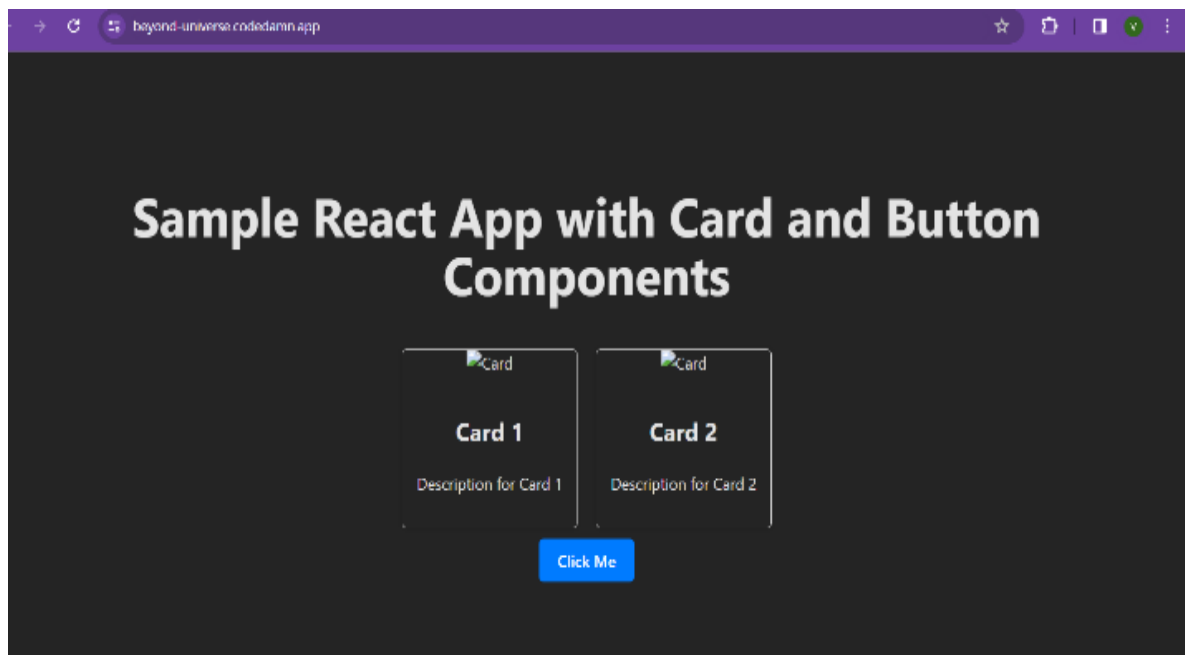 beyond-universe.codedamn.app
V
Sample React App with Card and Button
Components
Card Card
Card 1 Card 2
Description for Card 1 Description for Card 2
Click Me